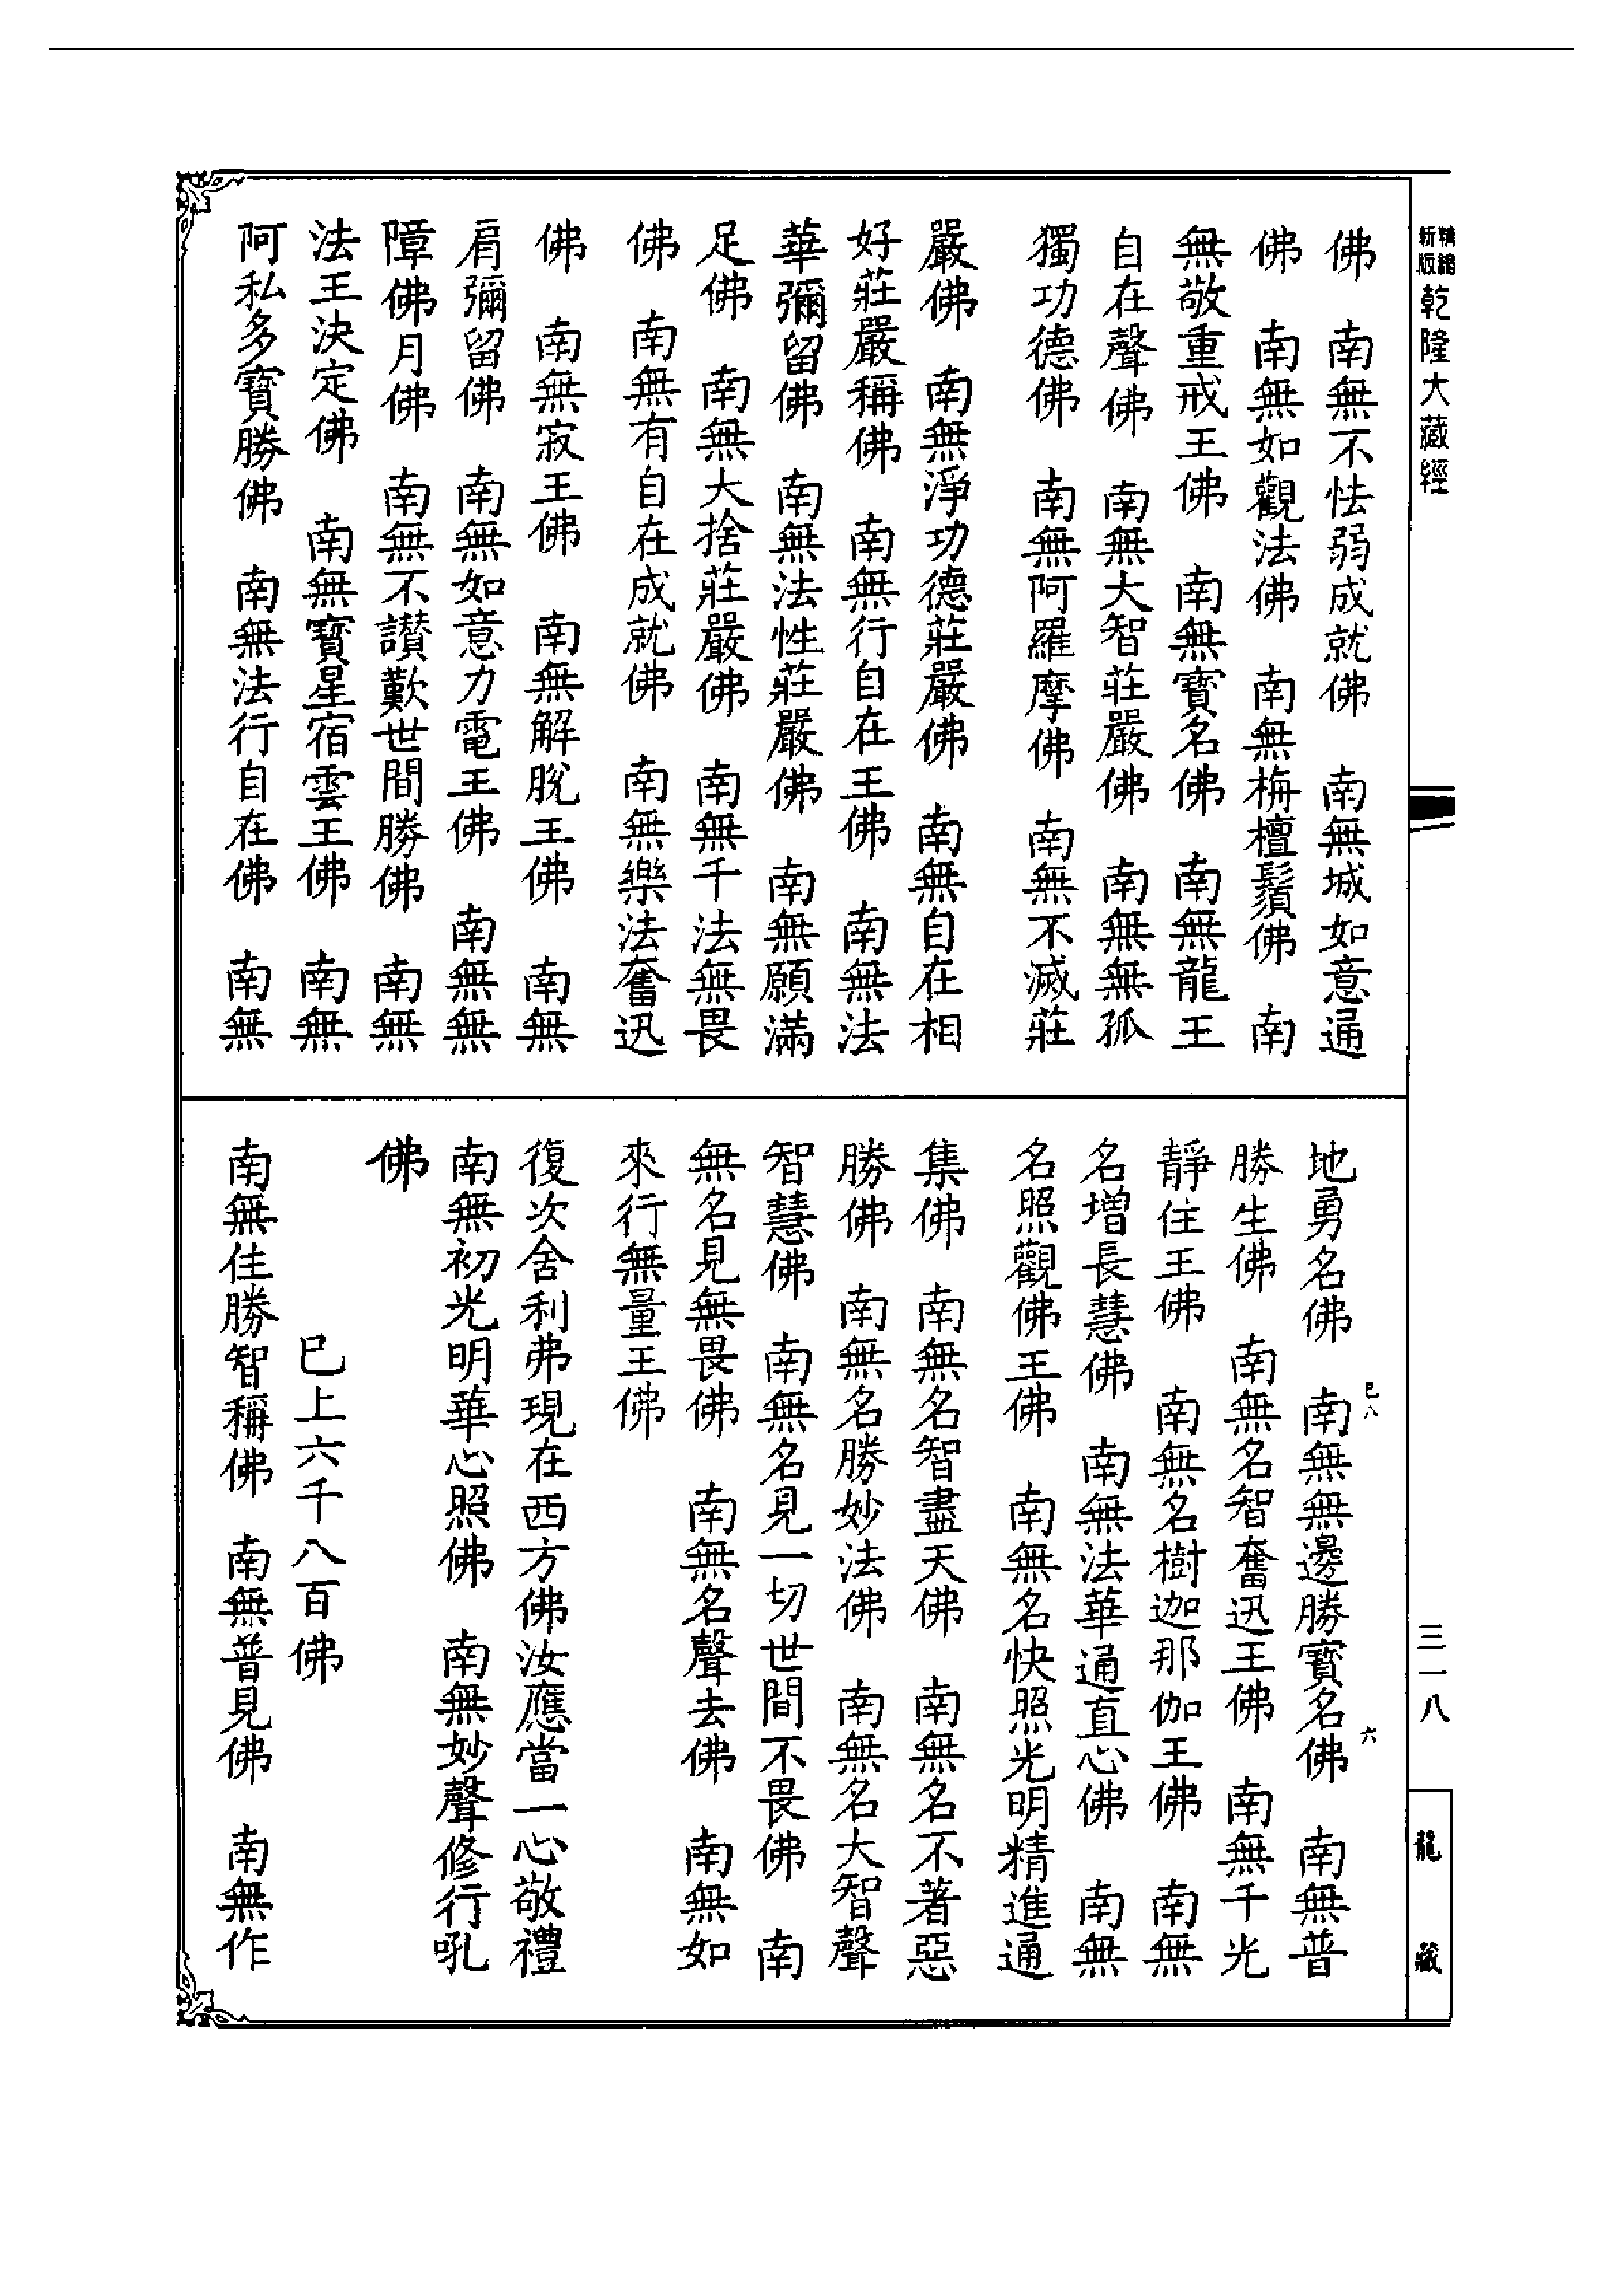 精縮新版乾隆大藏經
佛　南無不怯弱成就佛　南無城如意通
佛　南無如觀法佛　南無栴檀鬚佛　南
無敬重戒王佛　南無寶名佛　南無龍王
自在聲佛　南無大智莊嚴佛　南無無孤
獨功德佛　南無阿羅摩佛　南無不滅莊
嚴佛　南無淨功德莊嚴佛　南無自在相
好莊嚴稱佛　南無行自在王佛　南無法
華彌留佛　南無法性莊嚴佛　南無願滿
足佛　南無大捨莊嚴佛　南無千法無畏
佛　南無有自在成就佛　南無樂法奮迅
佛　南無寂王佛　南無解脫王佛　南無
肩彌留佛　南無如意力電王佛　南無無
障佛月佛　南無不讚歎世間勝佛　南無
法王決定佛　南無寶星宿雲王佛　南無
阿私多寶勝佛　南無法行自在佛　南無
地勇名佛　南無無邊勝寶名佛　南無普
勝生佛　南無名智奮迅王佛　南無千光
靜住王佛　南無名樹迦那伽王佛　南無
名增長慧佛　南無法華通直心佛　南無
名照觀佛王佛　南無名快照光明精進通
集佛　南無名智盡天佛　南無名不著惡
勝佛　南無名勝妙法佛　南無名大智聲
智慧佛　南無名見一切世間不畏佛　南
無名見無畏佛　南無名聲去佛　南無如
來行無量王佛
復次舍利弗現在西方佛汝應當一心敬禮
南無初光明華心照佛　南無妙聲修行吼
佛
已上六千八百佛
南無住勝智稱佛　南無普見佛　南無作
已八
六
三一八
龍藏